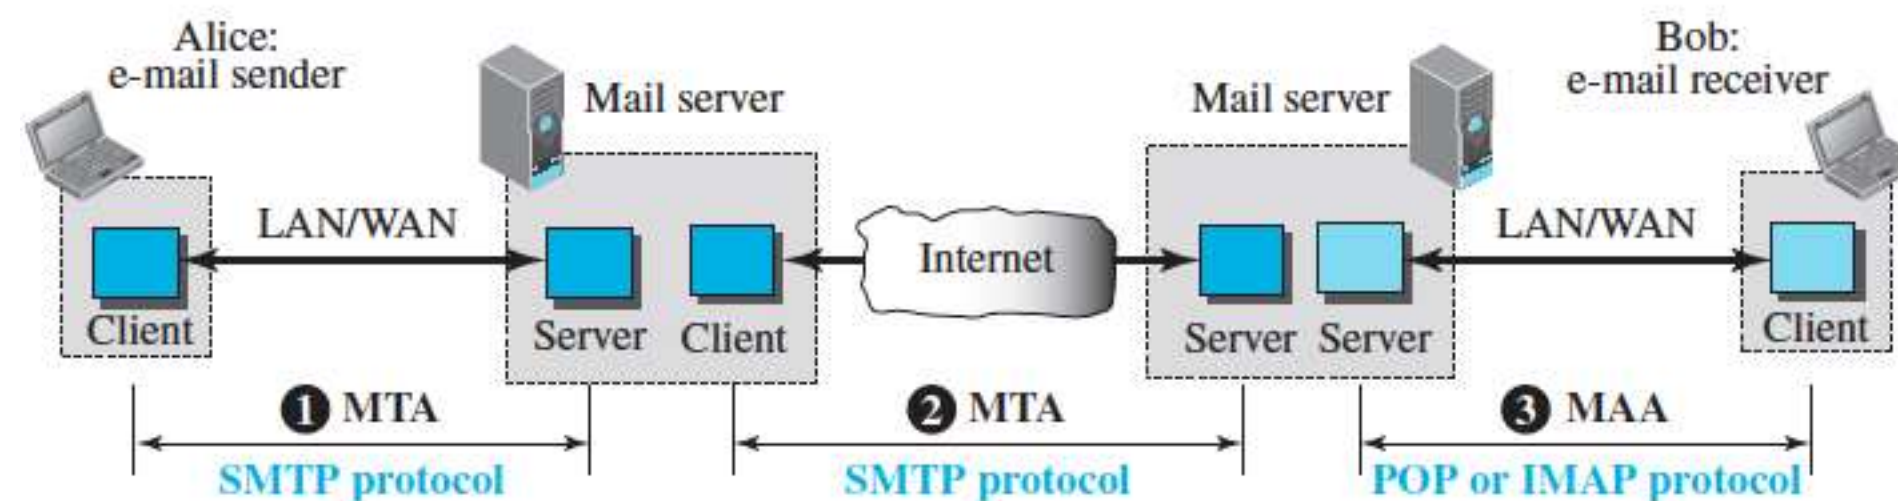 Alice:
e-mail sender
Mail server
Mail server
Bob:
e-mail receiver
LAN/WAN
Internet
LAN/WAN
Client
Server
Client
Server
Server
Client
1 MTA
2 MTA
3 MAA
SMTP protocol
SMTP protocol
POP or IMAP protocol